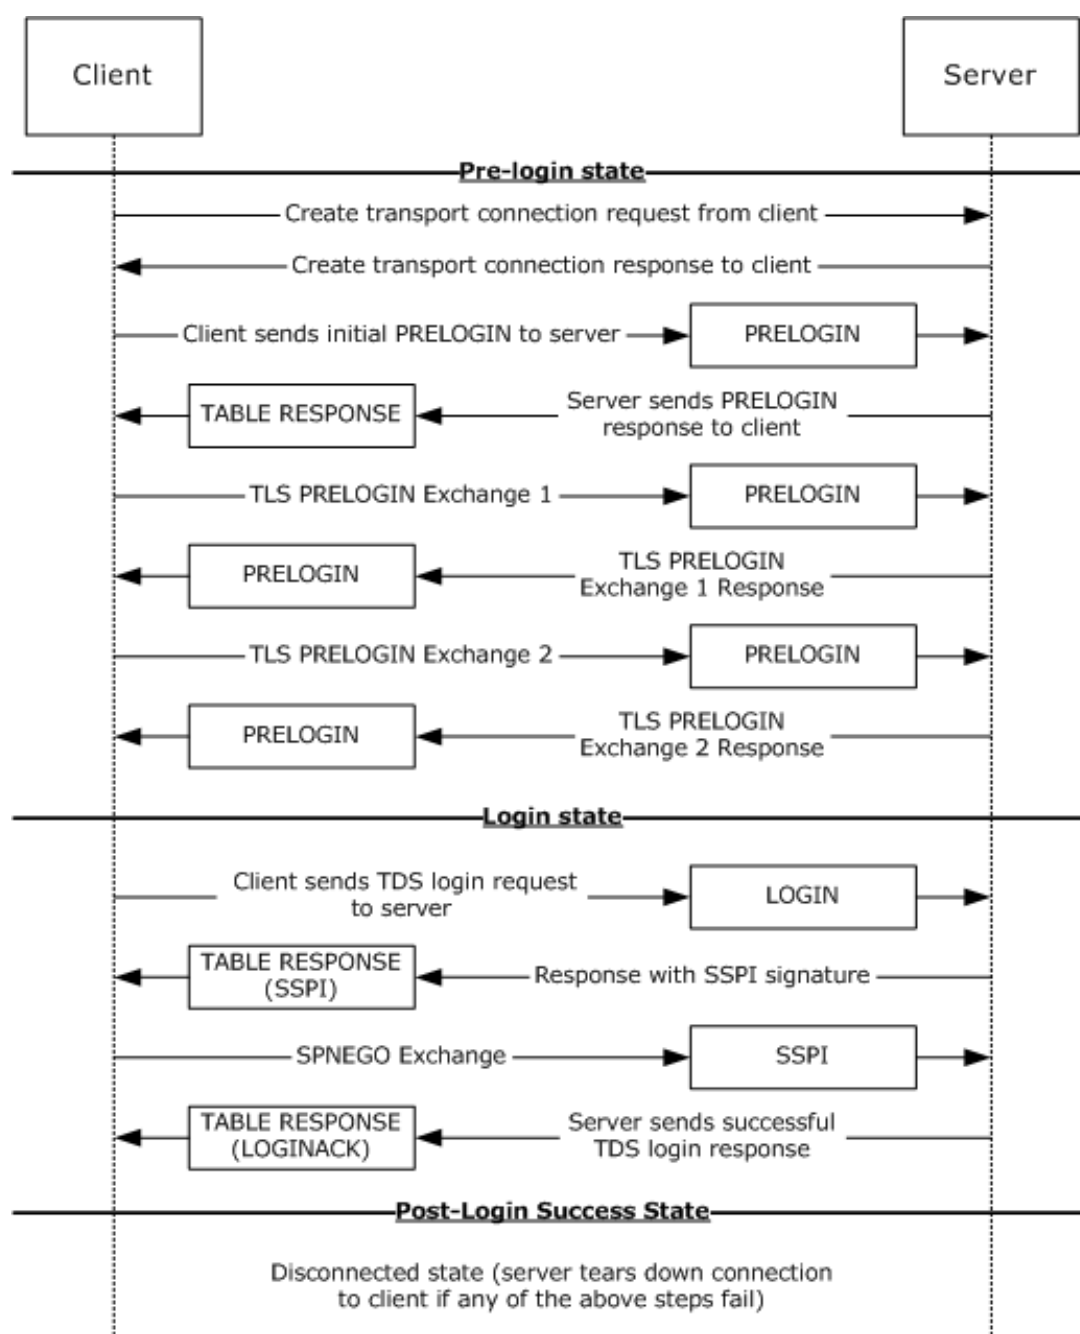 Client
Server
Pre-login state
Create transport connection request from client
Create transport connection response to client
Client sends initial PRELOGIN to server
PRELOGIN
TABLE RESPONSE
Server sends PRELOGIN
response to client
TLS PRELOGIN Exchange 1
PRELOGIN
PRELOGIN
TLS PRELOGIN
Exchange 1 Response
TLS PRELOGIN Exchange 2
PRELOGIN
PRELOGIN
TLS PRELOGIN
Exchange 2 Response
Login state
Client sends TDS login request
to server
LOGIN
TABLE RESPONSE
(SSPI)
Response with SSPI signature
SPNEGO Exchange
SSPI
TABLE RESPONSE
(LOGINACK)
Server sends successful
TDS login response
Post-Login Success State
Disconnected state (server tears down connection
to client if any of the above steps fail)